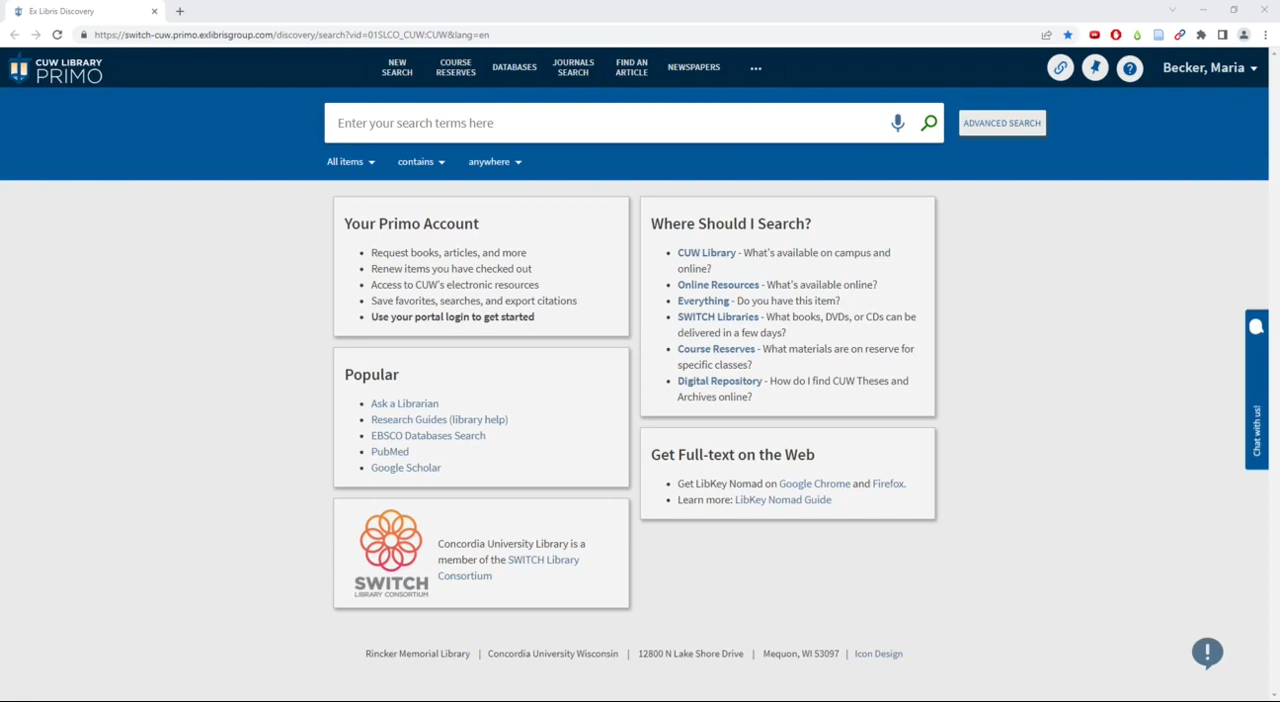 Ex Libris Discovery
https://switch-cuw.primo.exlibrisgroup.com/discovery/search?vid=01SLCO_CUW:CUW&lang=en
CUW LIBRARY
PRIMO
NEW
SEARCH
COURSE
RESERVES
DATABASES
JOURNALS
SEARCH
FIND AN
ARTICLE
NEWSPAPERS
Becker, Maria
Enter your search terms here
ADVANCED SEARCH
All items
contains
anywhere
Your Primo Account
Request books, articles, and more
Renew items you have checked out
Access to CUW's electronic resources
Save favorites, searches, and export citations
Use your portal login to get started
Popular
Ask a Librarian
Research Guides (library help)
EBSCO Databases Search
PubMed
Google Scholar
SWITCH
LIBRARY CONSORTIUM
Concordia University Library is a
member of the SWITCH Library
Consortium
Where Should I Search?
CUW Library - What's available on campus and
online?
Online Resources - What's available online?
Everything - Do you have this item?
SWITCH Libraries - What books, DVDs, or CDs can be
delivered in a few days?
Course Reserves - What materials are on reserve for
specific classes?
Digital Repository - How do I find CUW Theses and
Archives online?
Get Full-text on the Web
Get LibKey Nomad on Google Chrome and Firefox.
Learn more: LibKey Nomad Guide
Chat with us!
Rincker Memorial Library | Concordia University Wisconsin | 12800 N Lake Shore Drive | Mequon, WI 53097 | Icon Design